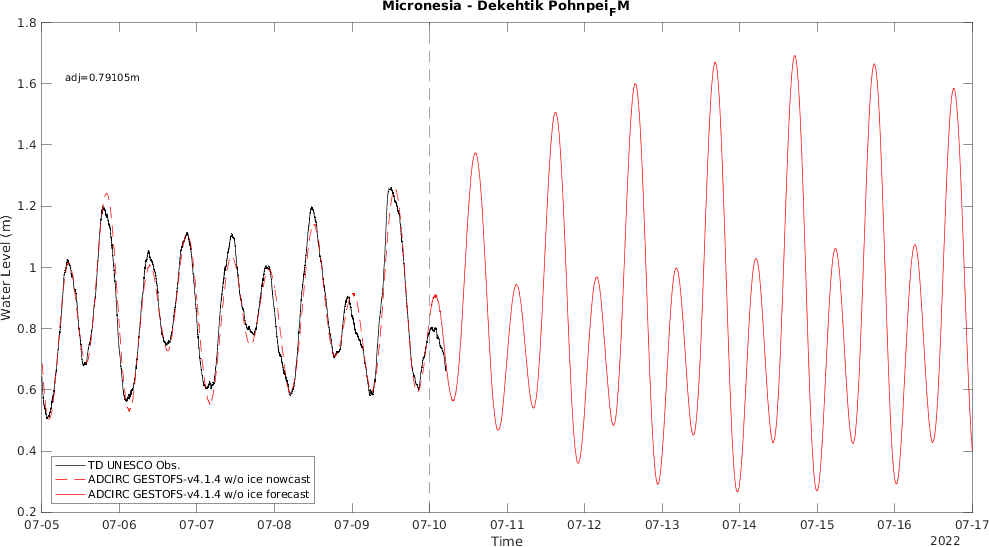 Micronesia - Dekehtik Pohnpei_FM
1.8
adj=0.79105m
1.6
1.4
1.2
1
0.8
0.6
0.4
0.2
Water Level (m)
TD UNESCO Obs.
ADCIRC GESTOFS-v4.1.4 w/o ice nowcast
ADCIRC GESTOFS-v4.1.4 w/o ice forecast
07-05 07-06 07-07 07-08 07-09 07-10 07-11 07-12 07-13 07-14 07-15 07-16 07-17
Time
2022